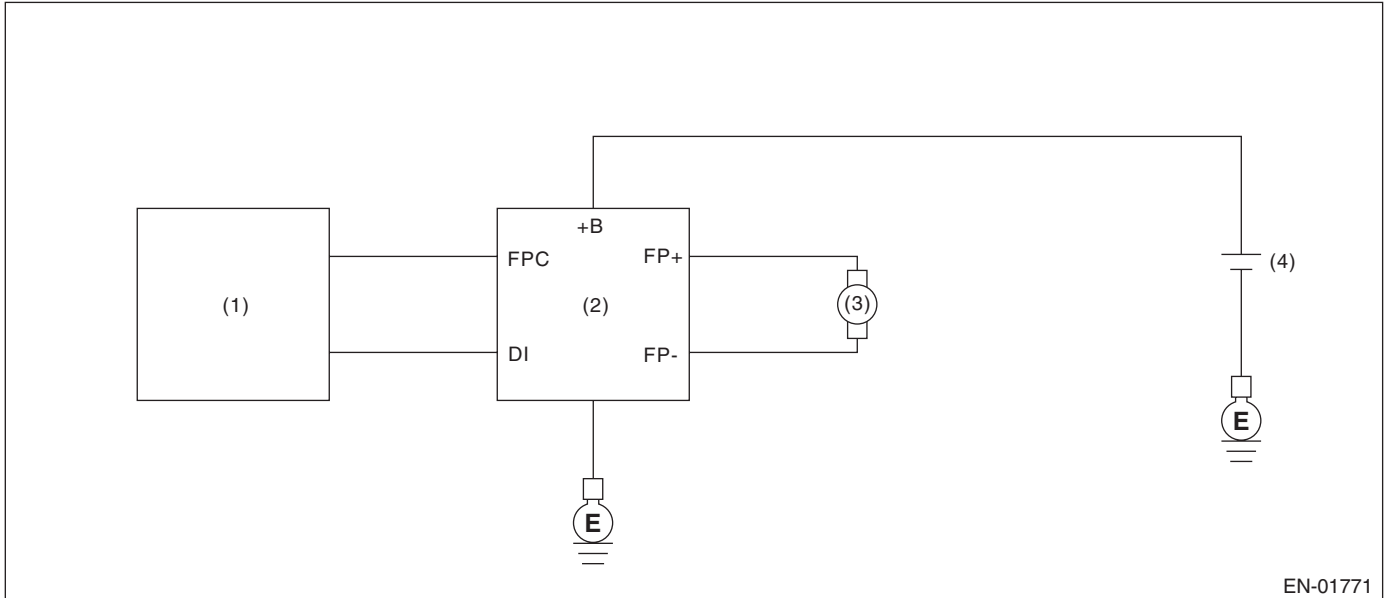 +B
FPC
FP+
(1)
(2)
(3)
(4)
DI
FP-
E
E
EN-01771